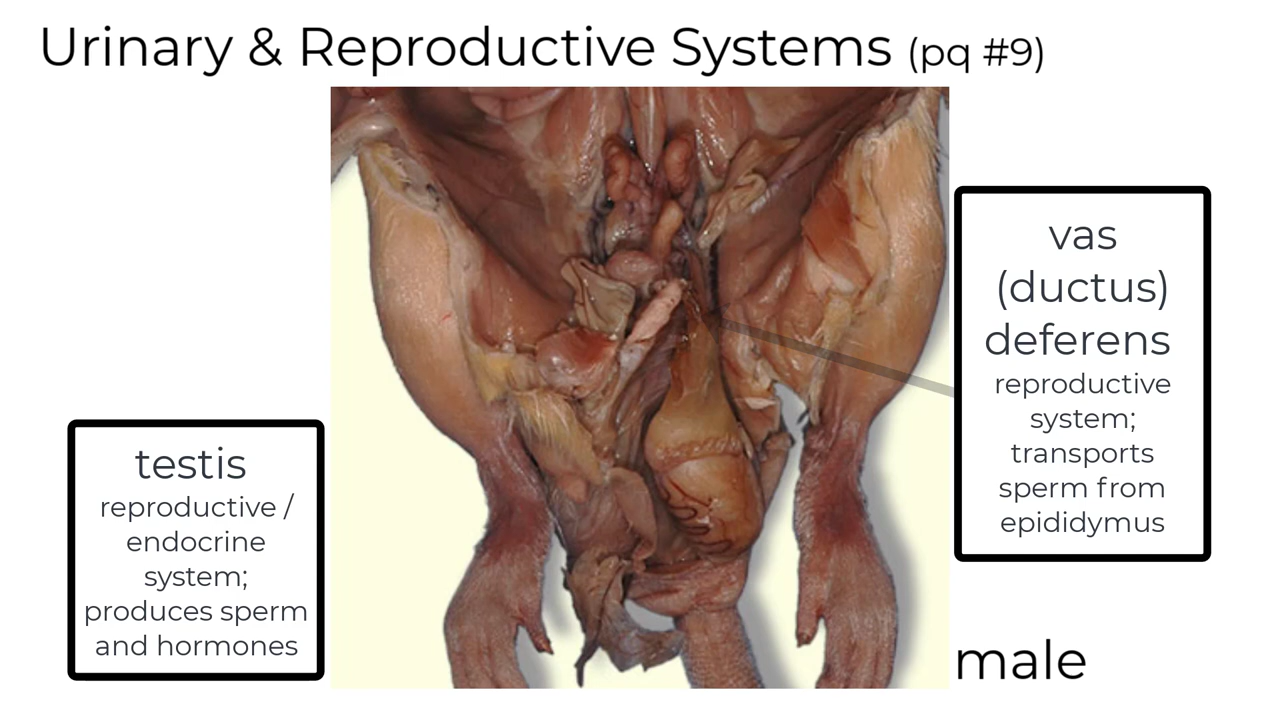 Urinary & Reproductive Systems (pq #9)
vas
(ductus)
deferens
reproductive
system;
transports
sperm from
epididymus
testis
reproductive /
endocrine
system;
produces sperm
and hormones
male